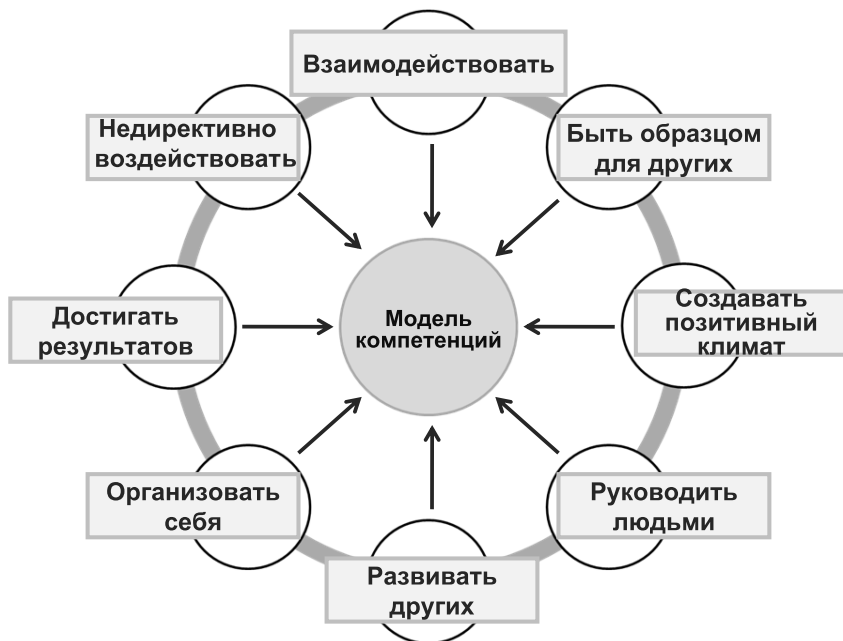 Взаимодействовать
Недирективно
воздействовать
Быть образцом
для других
Достигать
результатов
Модель
компетенций
Создавать
позитивный
климат
Организовать
себя
Руководить
людьми
Развивать
других